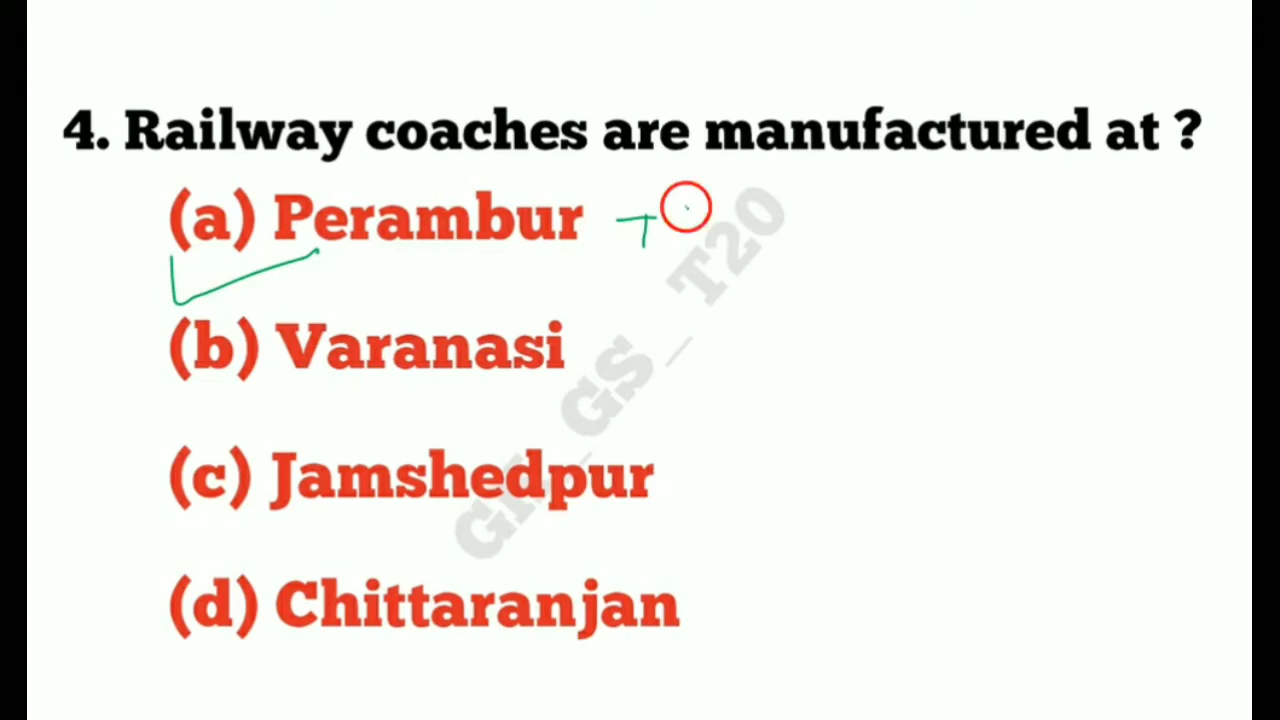 4. Railway coaches are manufactured at ?
(a) Perambur
(b) Varanasi
(c) Jamshedpur
(d) Chittaranjan